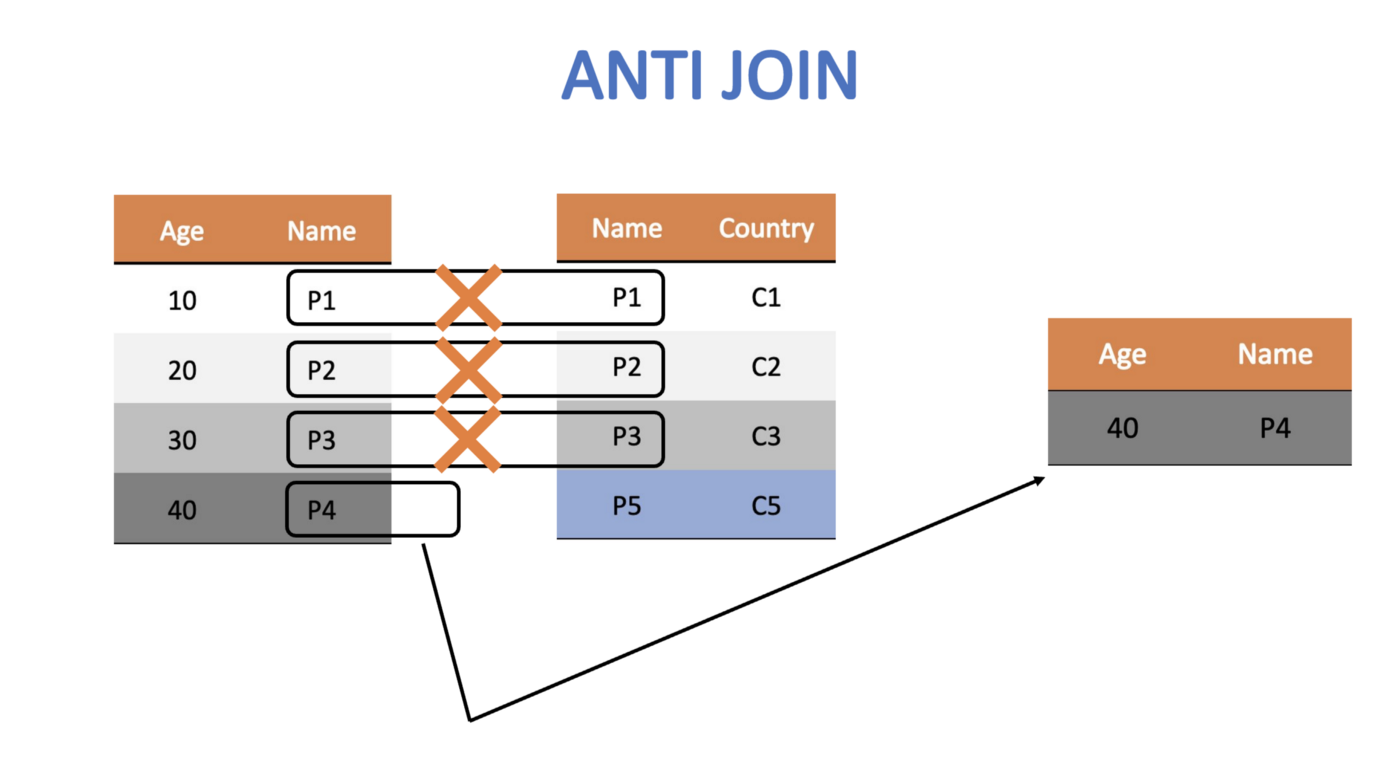 ANTI JOIN
Age Name
10 P1
20 P2
30 P3
40 P4
Name Country
P1 C1
P2 C2
P3 C3
P5 C5
Age Name
40 P4